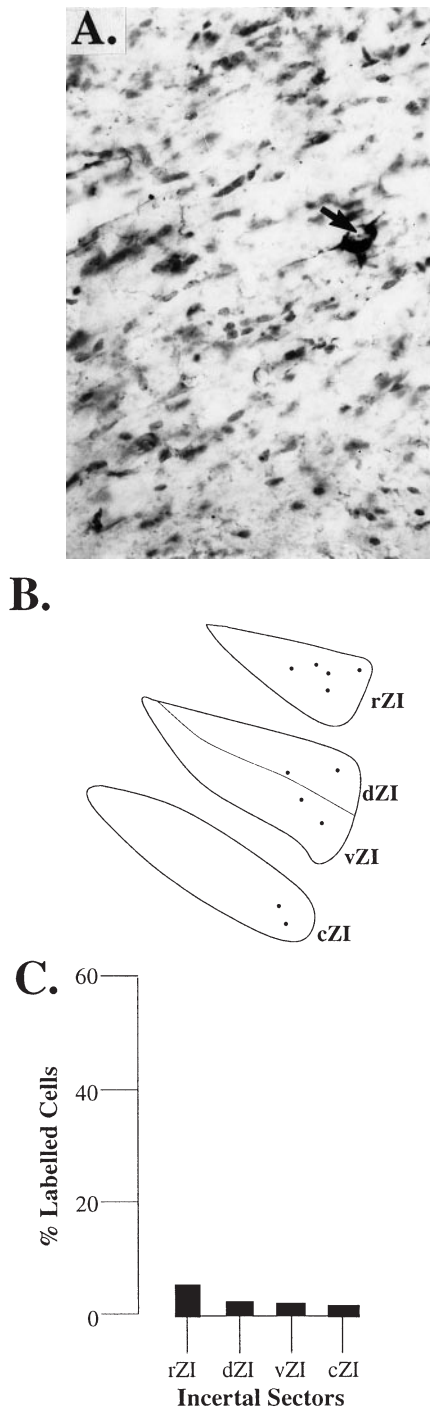 A.
B.
rZI
dZI
vZI
cZI
C.
60
40
20
0
% Labelled Cells
rZI dZI vZI cZI
Incertal Sectors